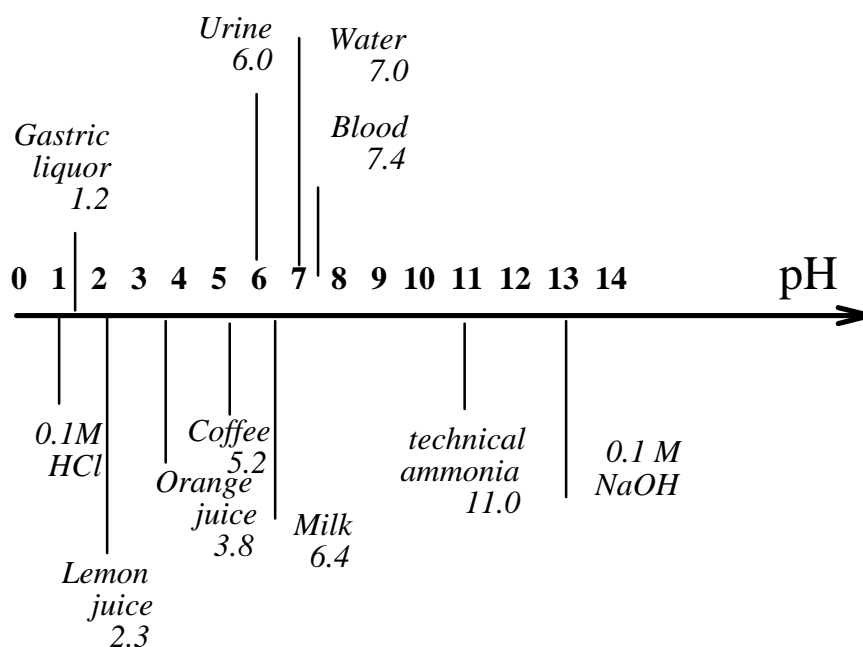 Urine
6.0
Water
7.0
Blood
7.4
Gastric
liquor
1.2
0 1 2 3 4 5 6 7 8 9 10 11 12 13 14 pH
0.1M
HCl
Lemon
juice
2.3
Orange
juice
3.8
Coffee
5.2
Milk
6.4
technical
ammonia
11.0
0.1 M
NaOH